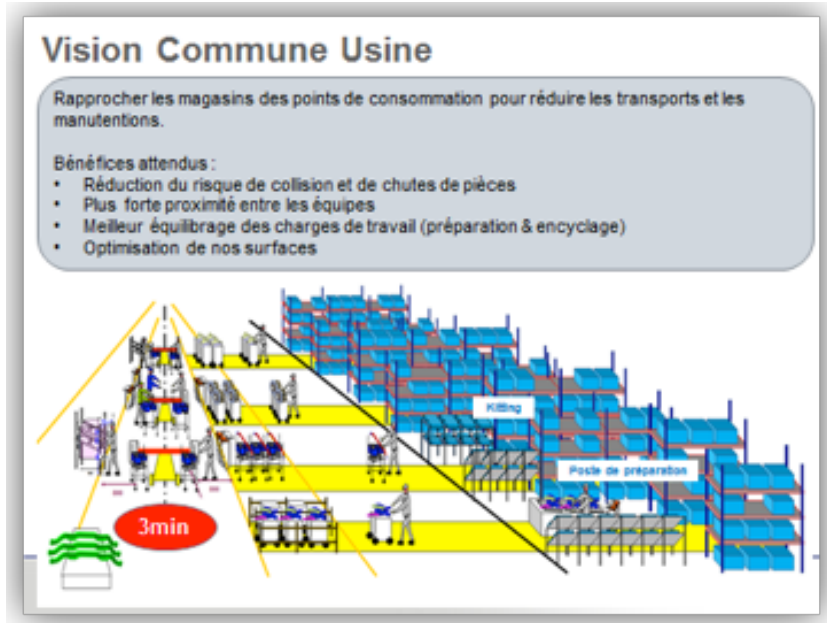 Vision Commune Usine
Rapprocher les magasins des points de consommation pour réduire les transports et les
manutentions.
Bénéfices attendus :
• Réduction du risque de collision et de chutes de pièces
• Plus forte proximité entre les équipes
• Meilleur équilibrage des charges de travail (préparation & encyclage)
• Optimisation de nos surfaces
Kitting
Poste de préparation
3min